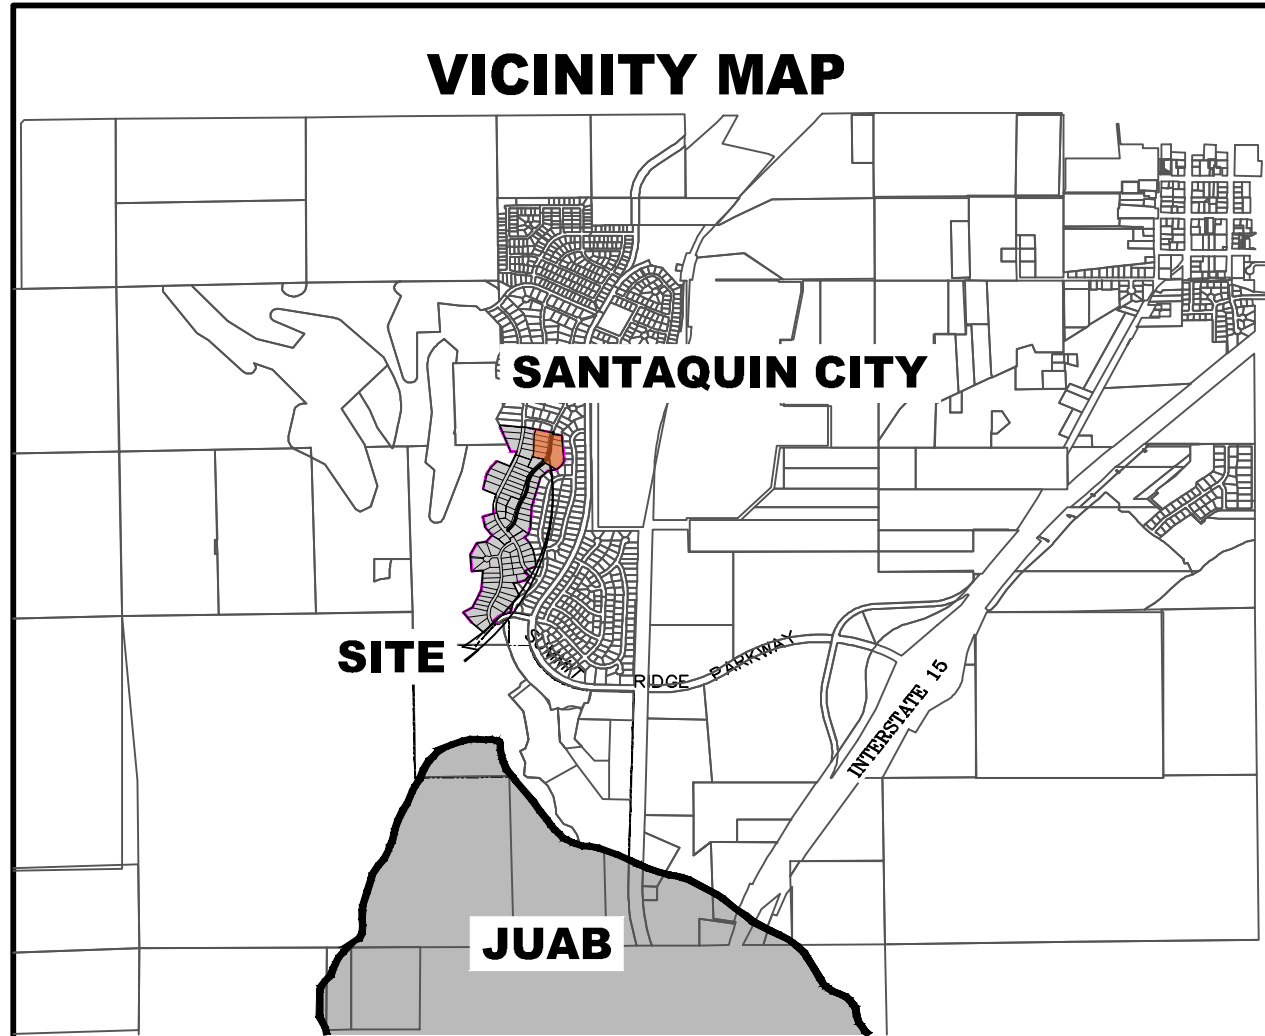 VICINITY MAP
SANTAQUIN CITY
SITE
SUMMIT RIDGE PARKWAY
INTERSTATE 15
JUAB